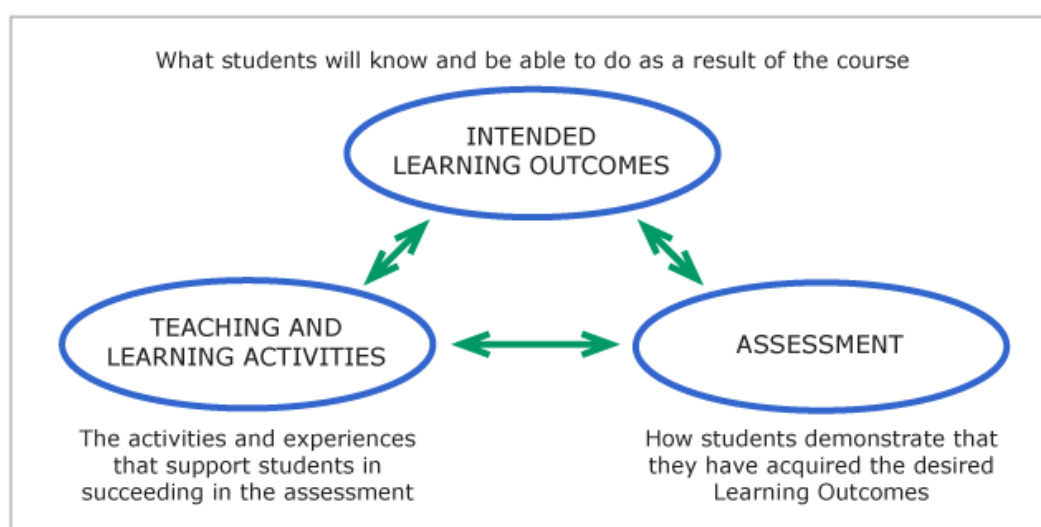 What students will know and be able to do as a result of the course
INTENDED
LEARNING OUTCOMES
TEACHING AND
LEARNING ACTIVITIES
ASSESSMENT
The activities and experiences
that support students in
succeeding in the assessment
How students demonstrate that
they have acquired the desired
Learning Outcomes